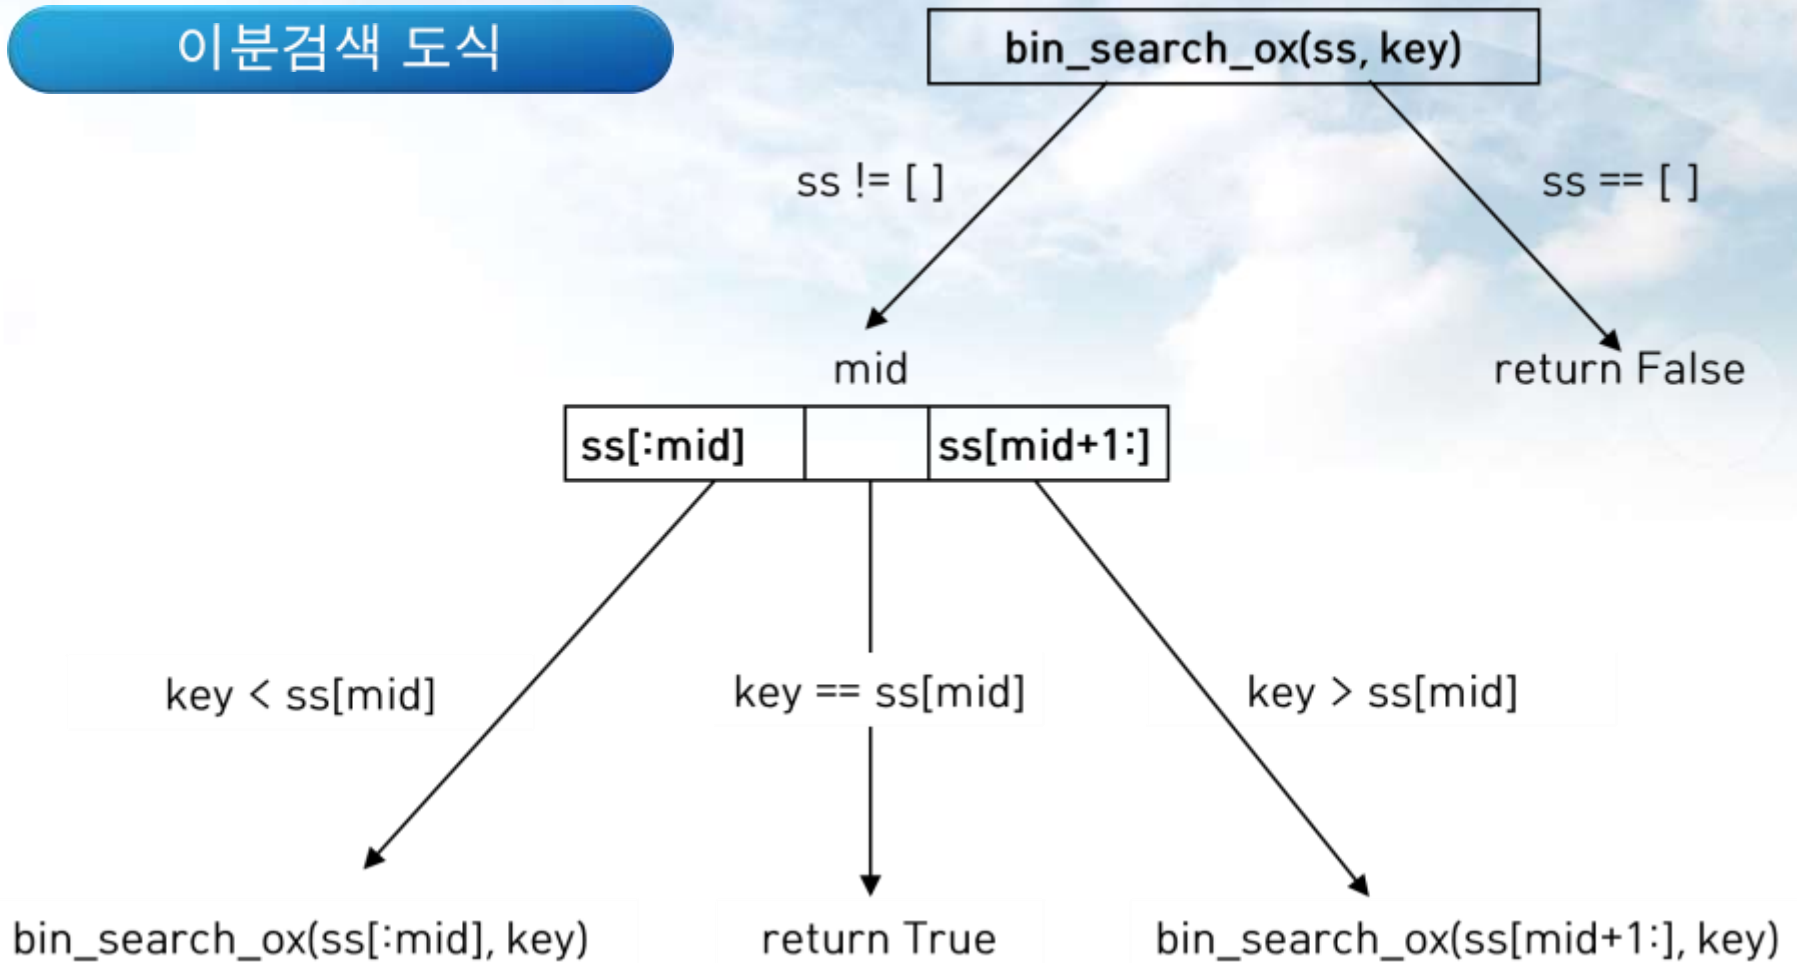 이분검색 도식
bin_search_ox(ss, key)
ss != [ ]
ss == [ ]
mid
return False
ss[:mid]
ss[mid+1:]
key < ss[mid]
key == ss[mid]
key > ss[mid]
bin_search_ox(ss[:mid], key)
return True
bin_search_ox(ss[mid+1:], key)